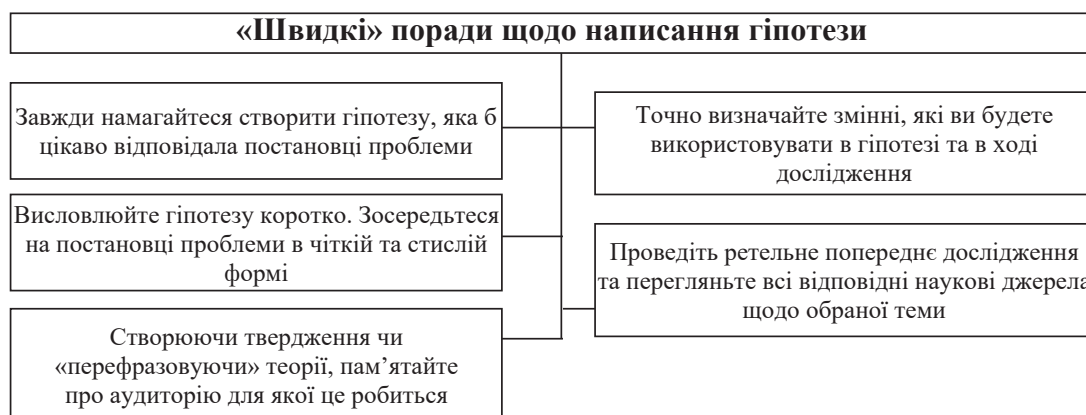 «Швидкі» поради щодо написання гіпотези
Завжди намагайтеся створити гіпотезу, яка б
цікаво відповідала постановці проблеми
Висловлюйте гіпотезу коротко. Зосередьтеся
на постановці проблеми в чіткій та стислій
формі
Створюючи твердження чи
«перефразовуючи» теорії, пам’ятайте
про аудиторію для якої це робиться
Точно визначайте змінні, які ви будете
використовувати в гіпотезі та в ході
дослідження
Проведіть ретельне попереднє дослідження
та перегляньте всі відповідні наукові джерела
щодо обраної теми